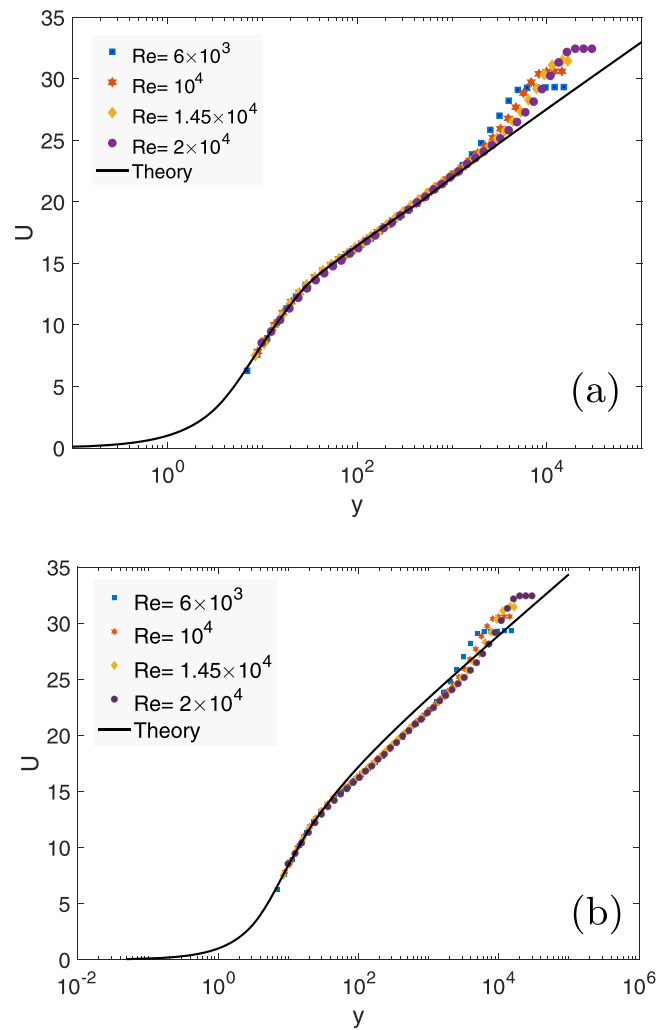 35
30
25
20
15
10
5
0
U
Re= 6×10³
Re= 10⁴
Re= 1.45×10⁴
Re= 2×10⁴
Theory
(a)
10⁰ 10² 10⁴
y
35
30
25
20
15
10
5
0
U
Re= 6×10³
Re= 10⁴
Re= 1.45×10⁴
Re= 2×10⁴
Theory
(b)
10⁻² 10⁰ 10² 10⁴ 10⁶
y